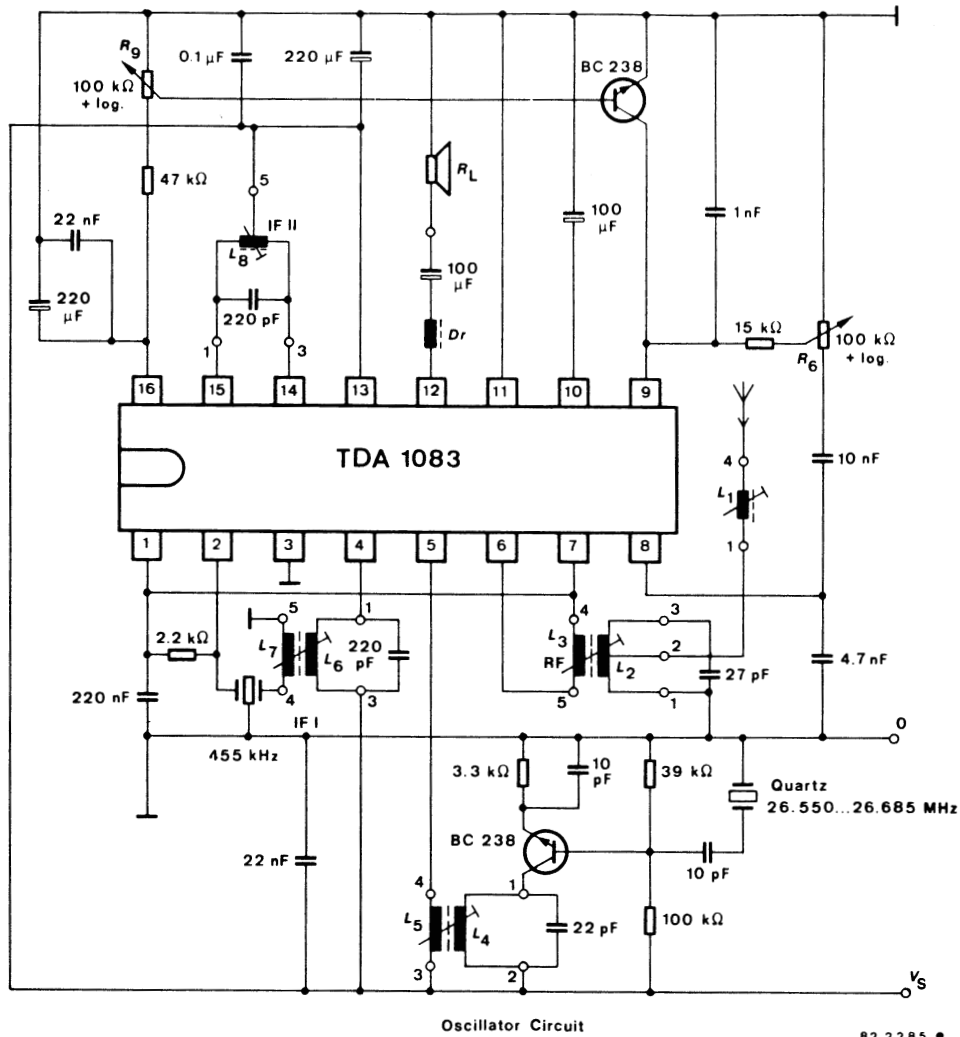 R9
100 kΩ
+ log.
0.1 μF
220 μF
BC 238
47 kΩ
5
RL
22 nF
IF II
L8
100
μF
1 nF
220
μF
220 pF
100
μF
15 kΩ
Dr
R6
100 kΩ
+ log.
1
3
16
15
14
13
12
11
10
9
TDA 1083
4
10 nF
L1
1
1
2
3
4
5
6
7
8
5
1
4
3
2.2 kΩ
L7
L6
220
pF
L3
RF
2
L2
4.7 nF
27 pF
220 nF
4
3
5
1
IF I
0
455 kHz
3.3 kΩ
10
pF
39 kΩ
Quartz
26.550...26.685 MHz
BC 238
22 nF
10 pF
4
1
L5
L4
22 pF
100 kΩ
3
2
VS
Oscillator Circuit
82 2285